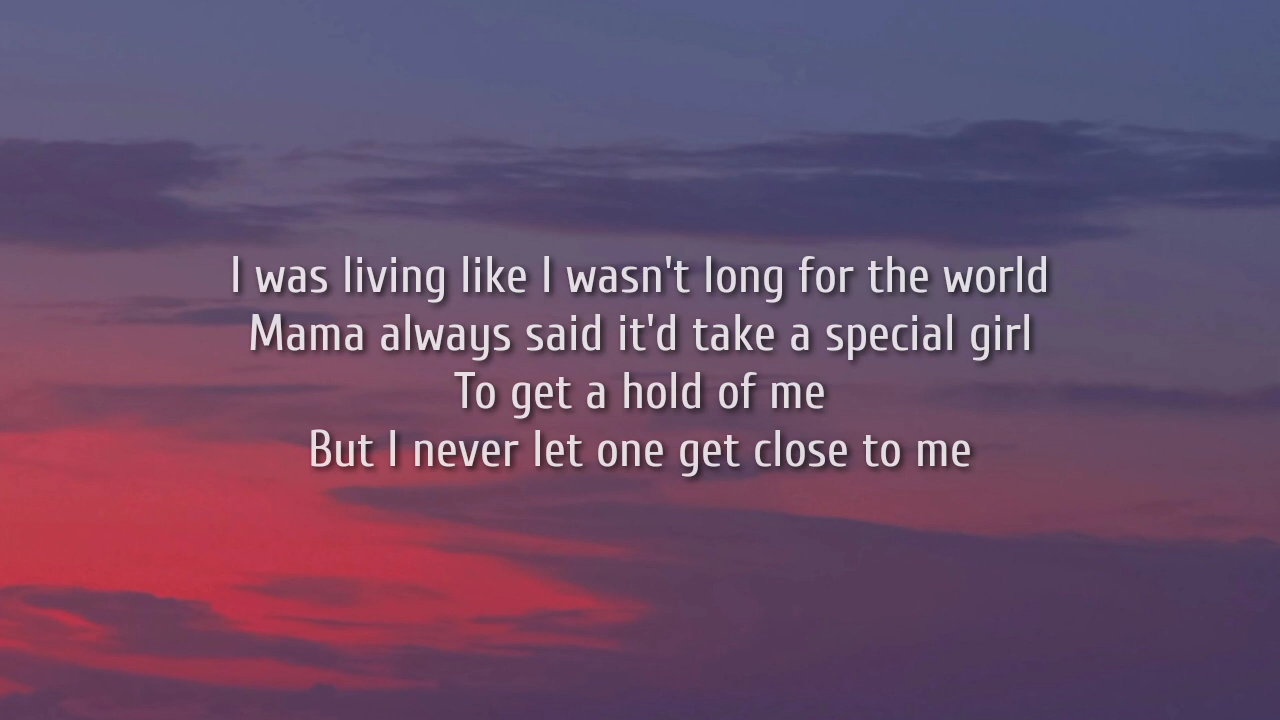 I was living like I wasn't long for the world
Mama always said it'd take a special girl
To get a hold of me
But I never let one get close to me